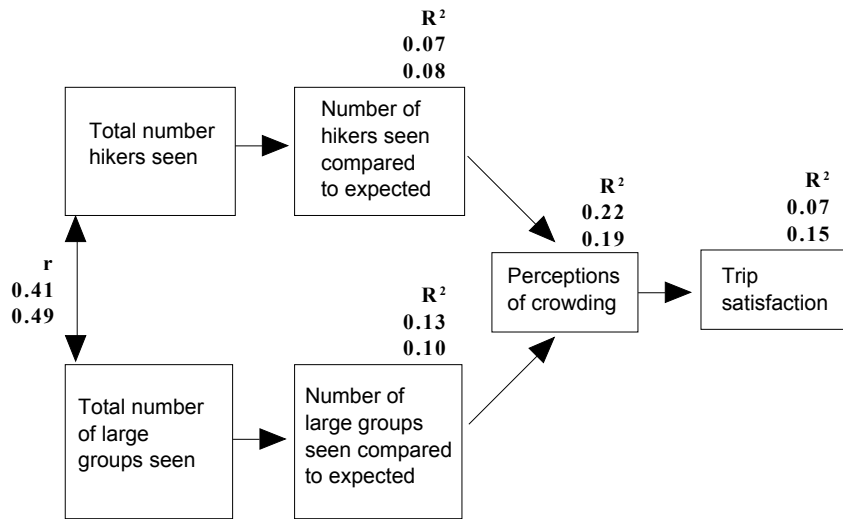 R²
0.07
0.08
Total number
hikers seen
Number of
hikers seen
compared
to expected
R²
0.22
0.19
R²
0.07
0.15
r
0.41
0.49
Perceptions
of crowding
Trip
satisfaction
R²
0.13
0.10
Total number
of large
groups seen
Number of
large groups
seen compared
to expected